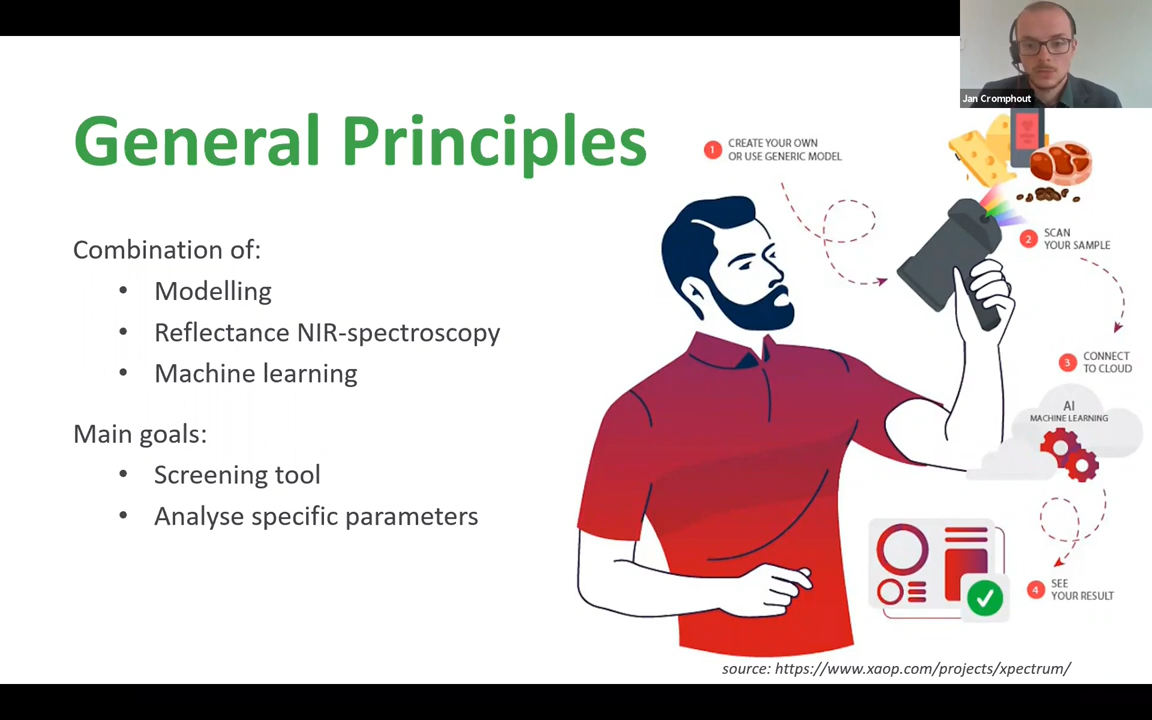 Jan Cromphout
General Principles
Combination of:
• Modelling
• Reflectance NIR-spectroscopy
• Machine learning
Main goals:
• Screening tool
• Analyse specific parameters
1 CREATE YOUR OWN
OR USE GENERIC MODEL
2 SCAN
YOUR SAMPLE
3 CONNECT
TO CLOUD
AI
MACHINE LEARNING
4 SEE
YOUR RESULT
source: https://www.xaop.com/projects/xpectrum/